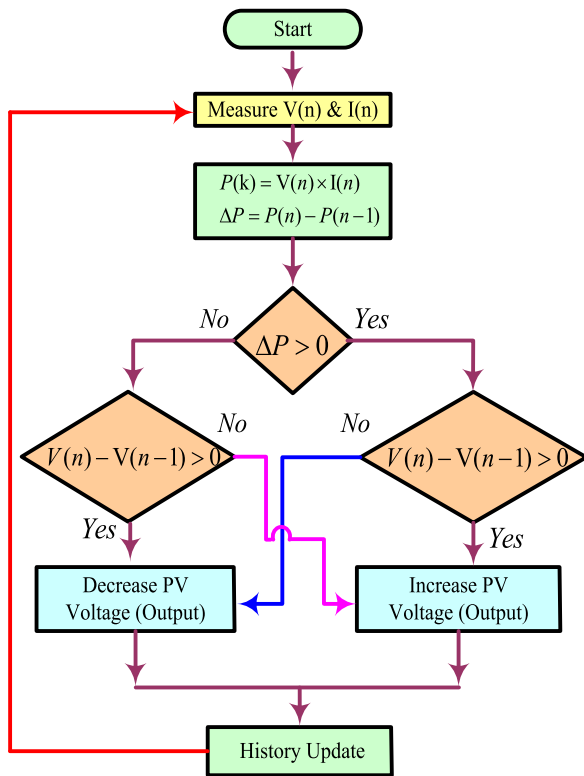 Start
Measure V(n) & I(n)
P(k) = V(n) × I(n)
ΔP = P(n) − P(n−1)
No
Yes
ΔP > 0
No
No
V(n) − V(n−1) > 0
V(n) − V(n−1) > 0
Yes
Yes
Decrease PV
Voltage (Output)
Increase PV
Voltage (Output)
History Update